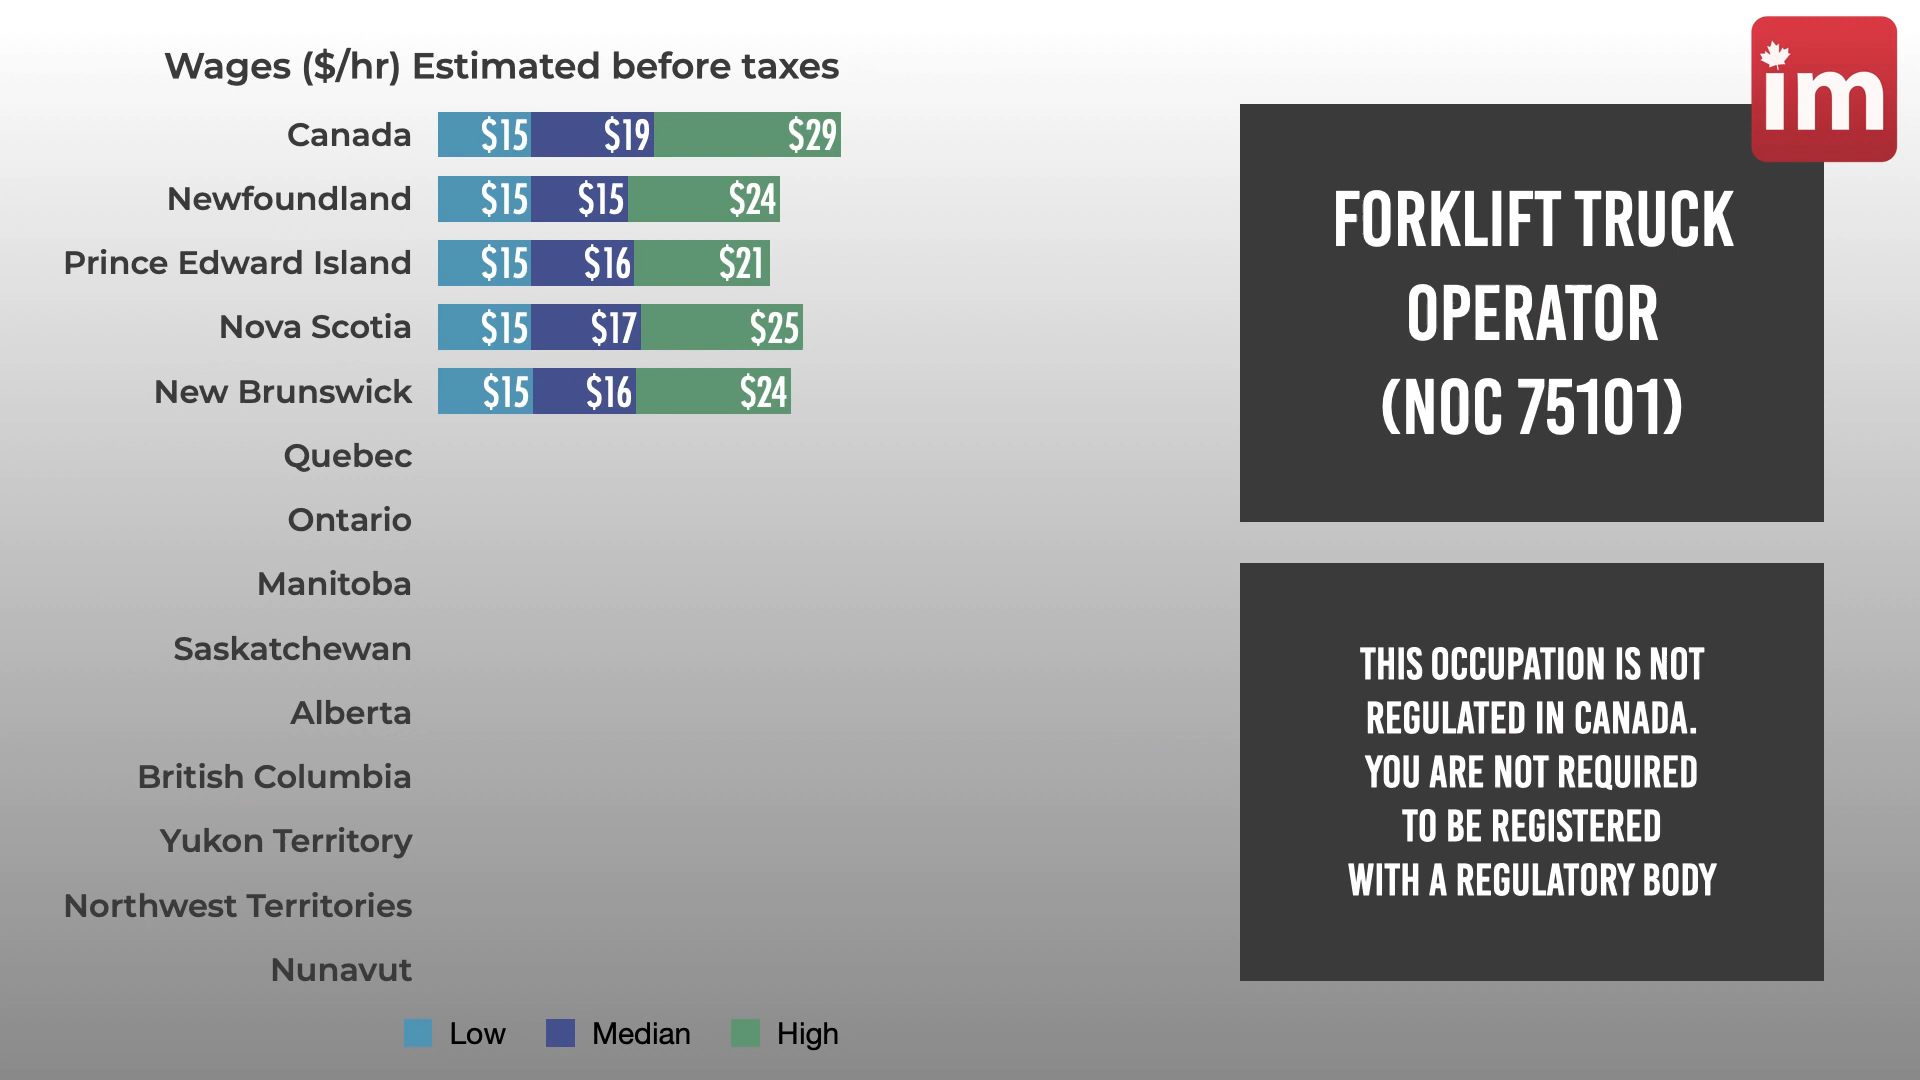 Wages ($/hr) Estimated before taxes
Canada $15 $19 $29
Newfoundland $15 $15 $24
Prince Edward Island $15 $16 $21
Nova Scotia $15 $17 $25
New Brunswick $15 $16 $24
Quebec
Ontario
Manitoba
Saskatchewan
Alberta
British Columbia
Yukon Territory
Northwest Territories
Nunavut
Low Median High
im
FORKLIFT TRUCK
OPERATOR
(NOC 75101)
THIS OCCUPATION IS NOT
REGULATED IN CANADA.
YOU ARE NOT REQUIRED
TO BE REGISTERED
WITH A REGULATORY BODY